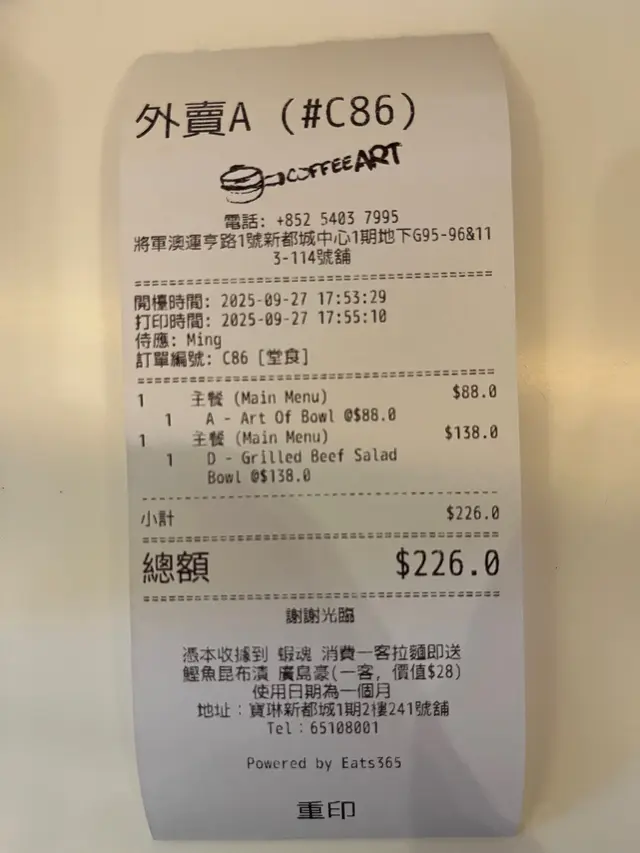 外賣A (#C86)
COFFEE ART
電話: +852 5403 7995
將軍澳運亨路1號新都城中心1期地下G95-96&11
3-114號舖
開檯時間: 2025-09-27 17:53:29
打印時間: 2025-09-27 17:55:10
侍應: Ming
訂單編號: C86 [堂食]
1 主餐 (Main Menu) $88.0
1 A - Art Of Bowl @$88.0
1 主餐 (Main Menu) $138.0
1 D - Grilled Beef Salad
Bowl @$138.0
小計 $226.0
總額 $226.0
謝謝光臨
憑本收據到 蝦魂 消費一客拉麵即送
鰹魚昆布漬 廣島豪(一客, 價值$28)
使用日期為一個月
地址：寶琳新都城1期2樓241號舖
Tel：65108001
Powered by Eats365
重印